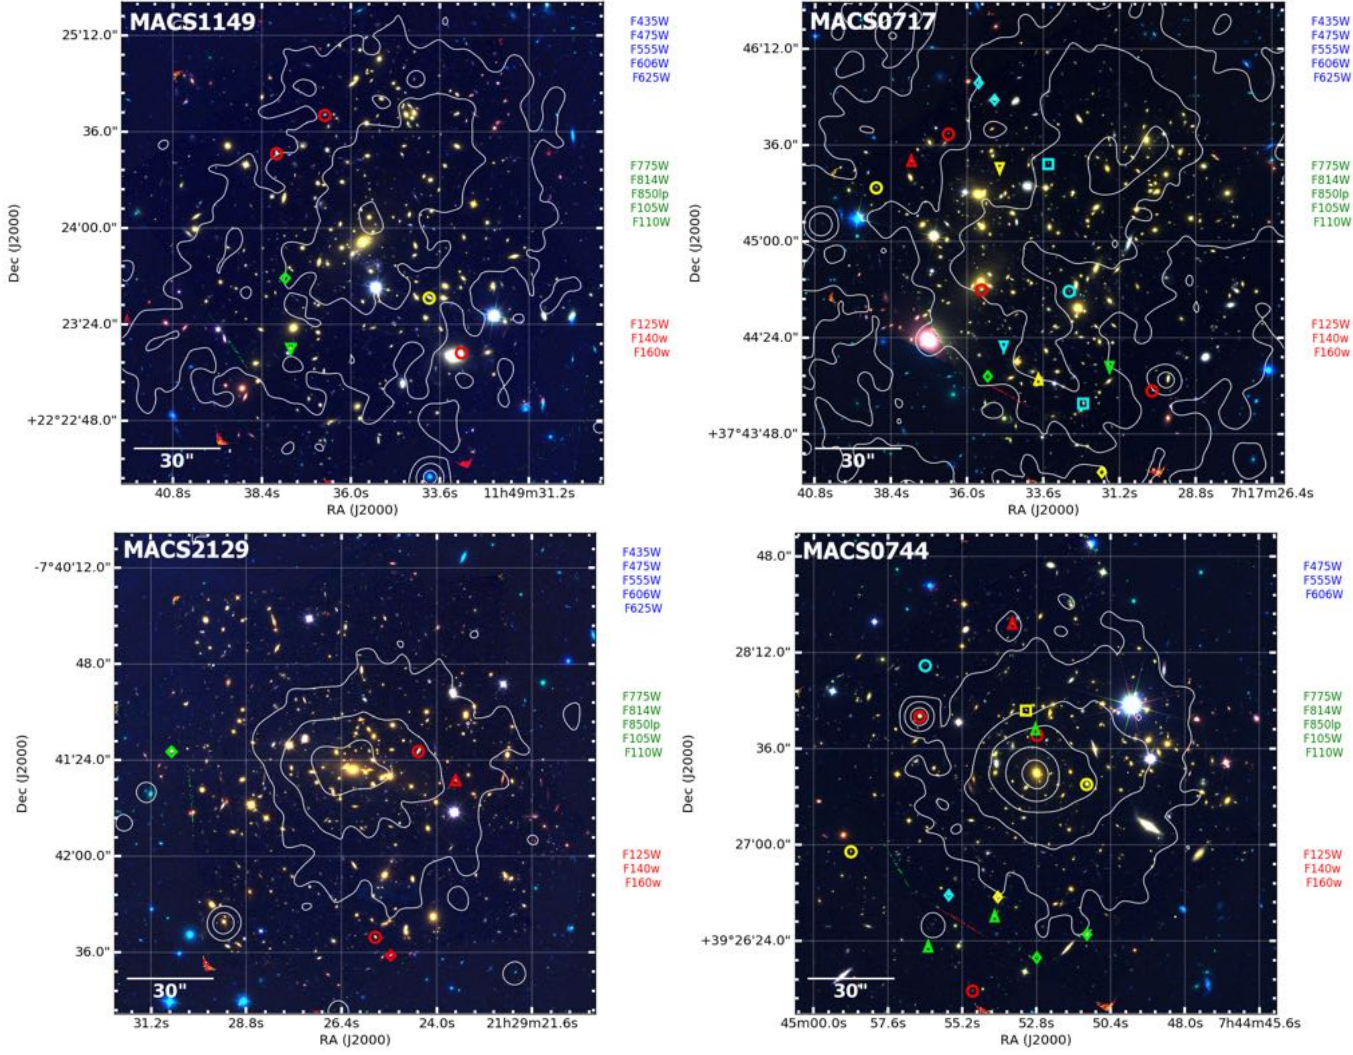 MACS1149
25'12.0"
36.0"
24'00.0"
23'24.0"
+22°22'48.0"
Dec (J2000)
30"
40.8s 38.4s 36.0s 33.6s 11h49m31.2s
RA (J2000)
F435W
F475W
F555W
F606W
F625W
F775W
F814W
F850lp
F105W
F110W
F125W
F140w
F160w
MACS0717
46'12.0"
36.0"
45'00.0"
44'24.0"
+37°43'48.0"
Dec (J2000)
30"
40.8s 38.4s 36.0s 33.6s 31.2s 28.8s 7h17m26.4s
RA (J2000)
F435W
F475W
F555W
F606W
F625W
F775W
F814W
F850lp
F105W
F110W
F125W
F140w
F160w
MACS2129
-7°40'12.0"
48.0"
41'24.0"
42'00.0"
36.0"
Dec (J2000)
30"
31.2s 28.8s 26.4s 24.0s 21h29m21.6s
RA (J2000)
F435W
F475W
F555W
F606W
F625W
F775W
F814W
F850lp
F105W
F110W
F125W
F140w
F160w
MACS0744
48.0"
28'12.0"
36.0"
27'00.0"
+39°26'24.0"
Dec (J2000)
30"
45m00.0s 57.6s 55.2s 52.8s 50.4s 48.0s 7h44m45.6s
RA (J2000)
F475W
F555W
F606W
F775W
F814W
F850lp
F105W
F110W
F125W
F140w
F160w